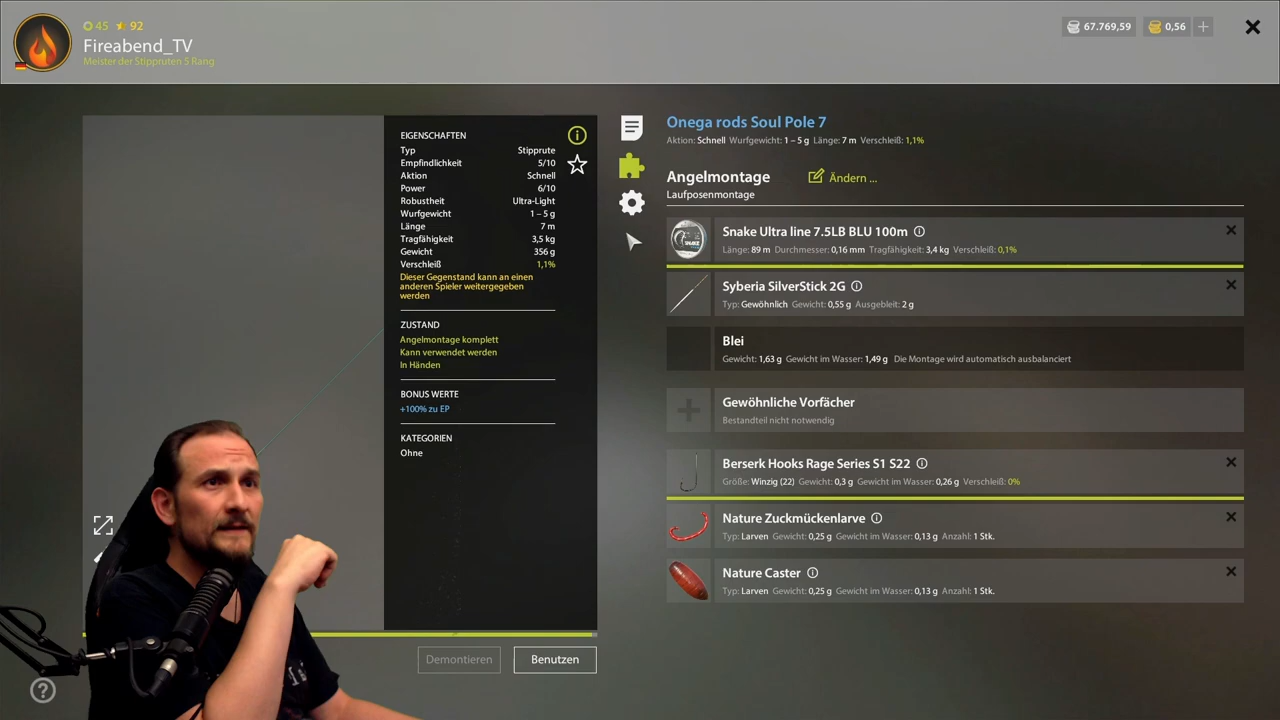 45 92
Fireabend_TV
Meister der Stippruten 5 Rang
67.769,59 0,56
EIGENSCHAFTEN
Typ Stipprute
Empfindlichkeit 5/10
Aktion Schnell
Power 6/10
Robustheit Ultra-Light
Wurfgewicht 1 – 5 g
Länge 7 m
Tragfähigkeit 3,5 kg
Gewicht 356 g
Verschleiß 1,1%
Dieser Gegenstand kann an einen
anderen Spieler weitergegeben
werden
ZUSTAND
Angelmontage komplett
Kann verwendet werden
In Händen
BONUS WERTE
+100% zu EP
KATEGORIEN
Ohne
Demontieren Benutzen
Onega rods Soul Pole 7
Aktion: Schnell Wurfgewicht: 1 – 5 g Länge: 7 m Verschleiß: 1,1%
Angelmontage Ändern ...
Laufposenmontage
Snake Ultra line 7.5LB BLU 100m
Länge: 89 m Durchmesser: 0,16 mm Tragfähigkeit: 3,4 kg Verschleiß: 0,1%
Syberia SilverStick 2G
Typ: Gewöhnlich Gewicht: 0,55 g Ausgebleit: 2 g
Blei
Gewicht: 1,63 g Gewicht im Wasser: 1,49 g Die Montage wird automatisch ausbalanciert
Gewöhnliche Vorfächer
Bestandteil nicht notwendig
Berserk Hooks Rage Series S1 S22
Größe: Winzig (22) Gewicht: 0,3 g Gewicht im Wasser: 0,26 g Verschleiß: 0%
Nature Zuckmückenlarve
Typ: Larven Gewicht: 0,25 g Gewicht im Wasser: 0,13 g Anzahl: 1 Stk.
Nature Caster
Typ: Larven Gewicht: 0,25 g Gewicht im Wasser: 0,13 g Anzahl: 1 Stk.